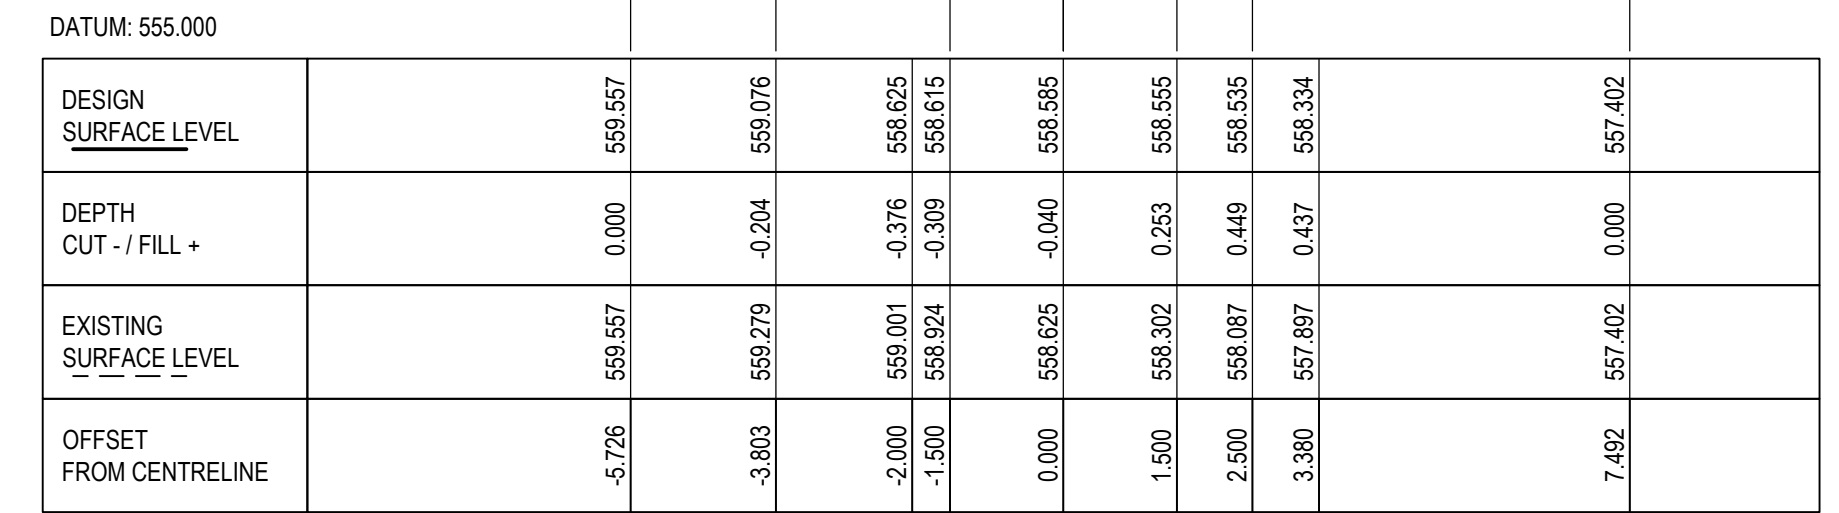 DATUM: 555.000
DESIGN
SURFACE LEVEL
559.557 559.076 558.625 558.615 558.585 558.555 558.535 558.334 557.402
DEPTH
CUT - / FILL +
0.000 -0.204 -0.376 -0.309 -0.040 0.253 0.449 0.437 0.000
EXISTING
SURFACE LEVEL
559.557 559.279 559.001 558.924 558.625 558.302 558.087 557.897 557.402
OFFSET
FROM CENTRELINE
-5.726 -3.803 -2.000 -1.500 0.000 1.500 2.500 3.380 7.492